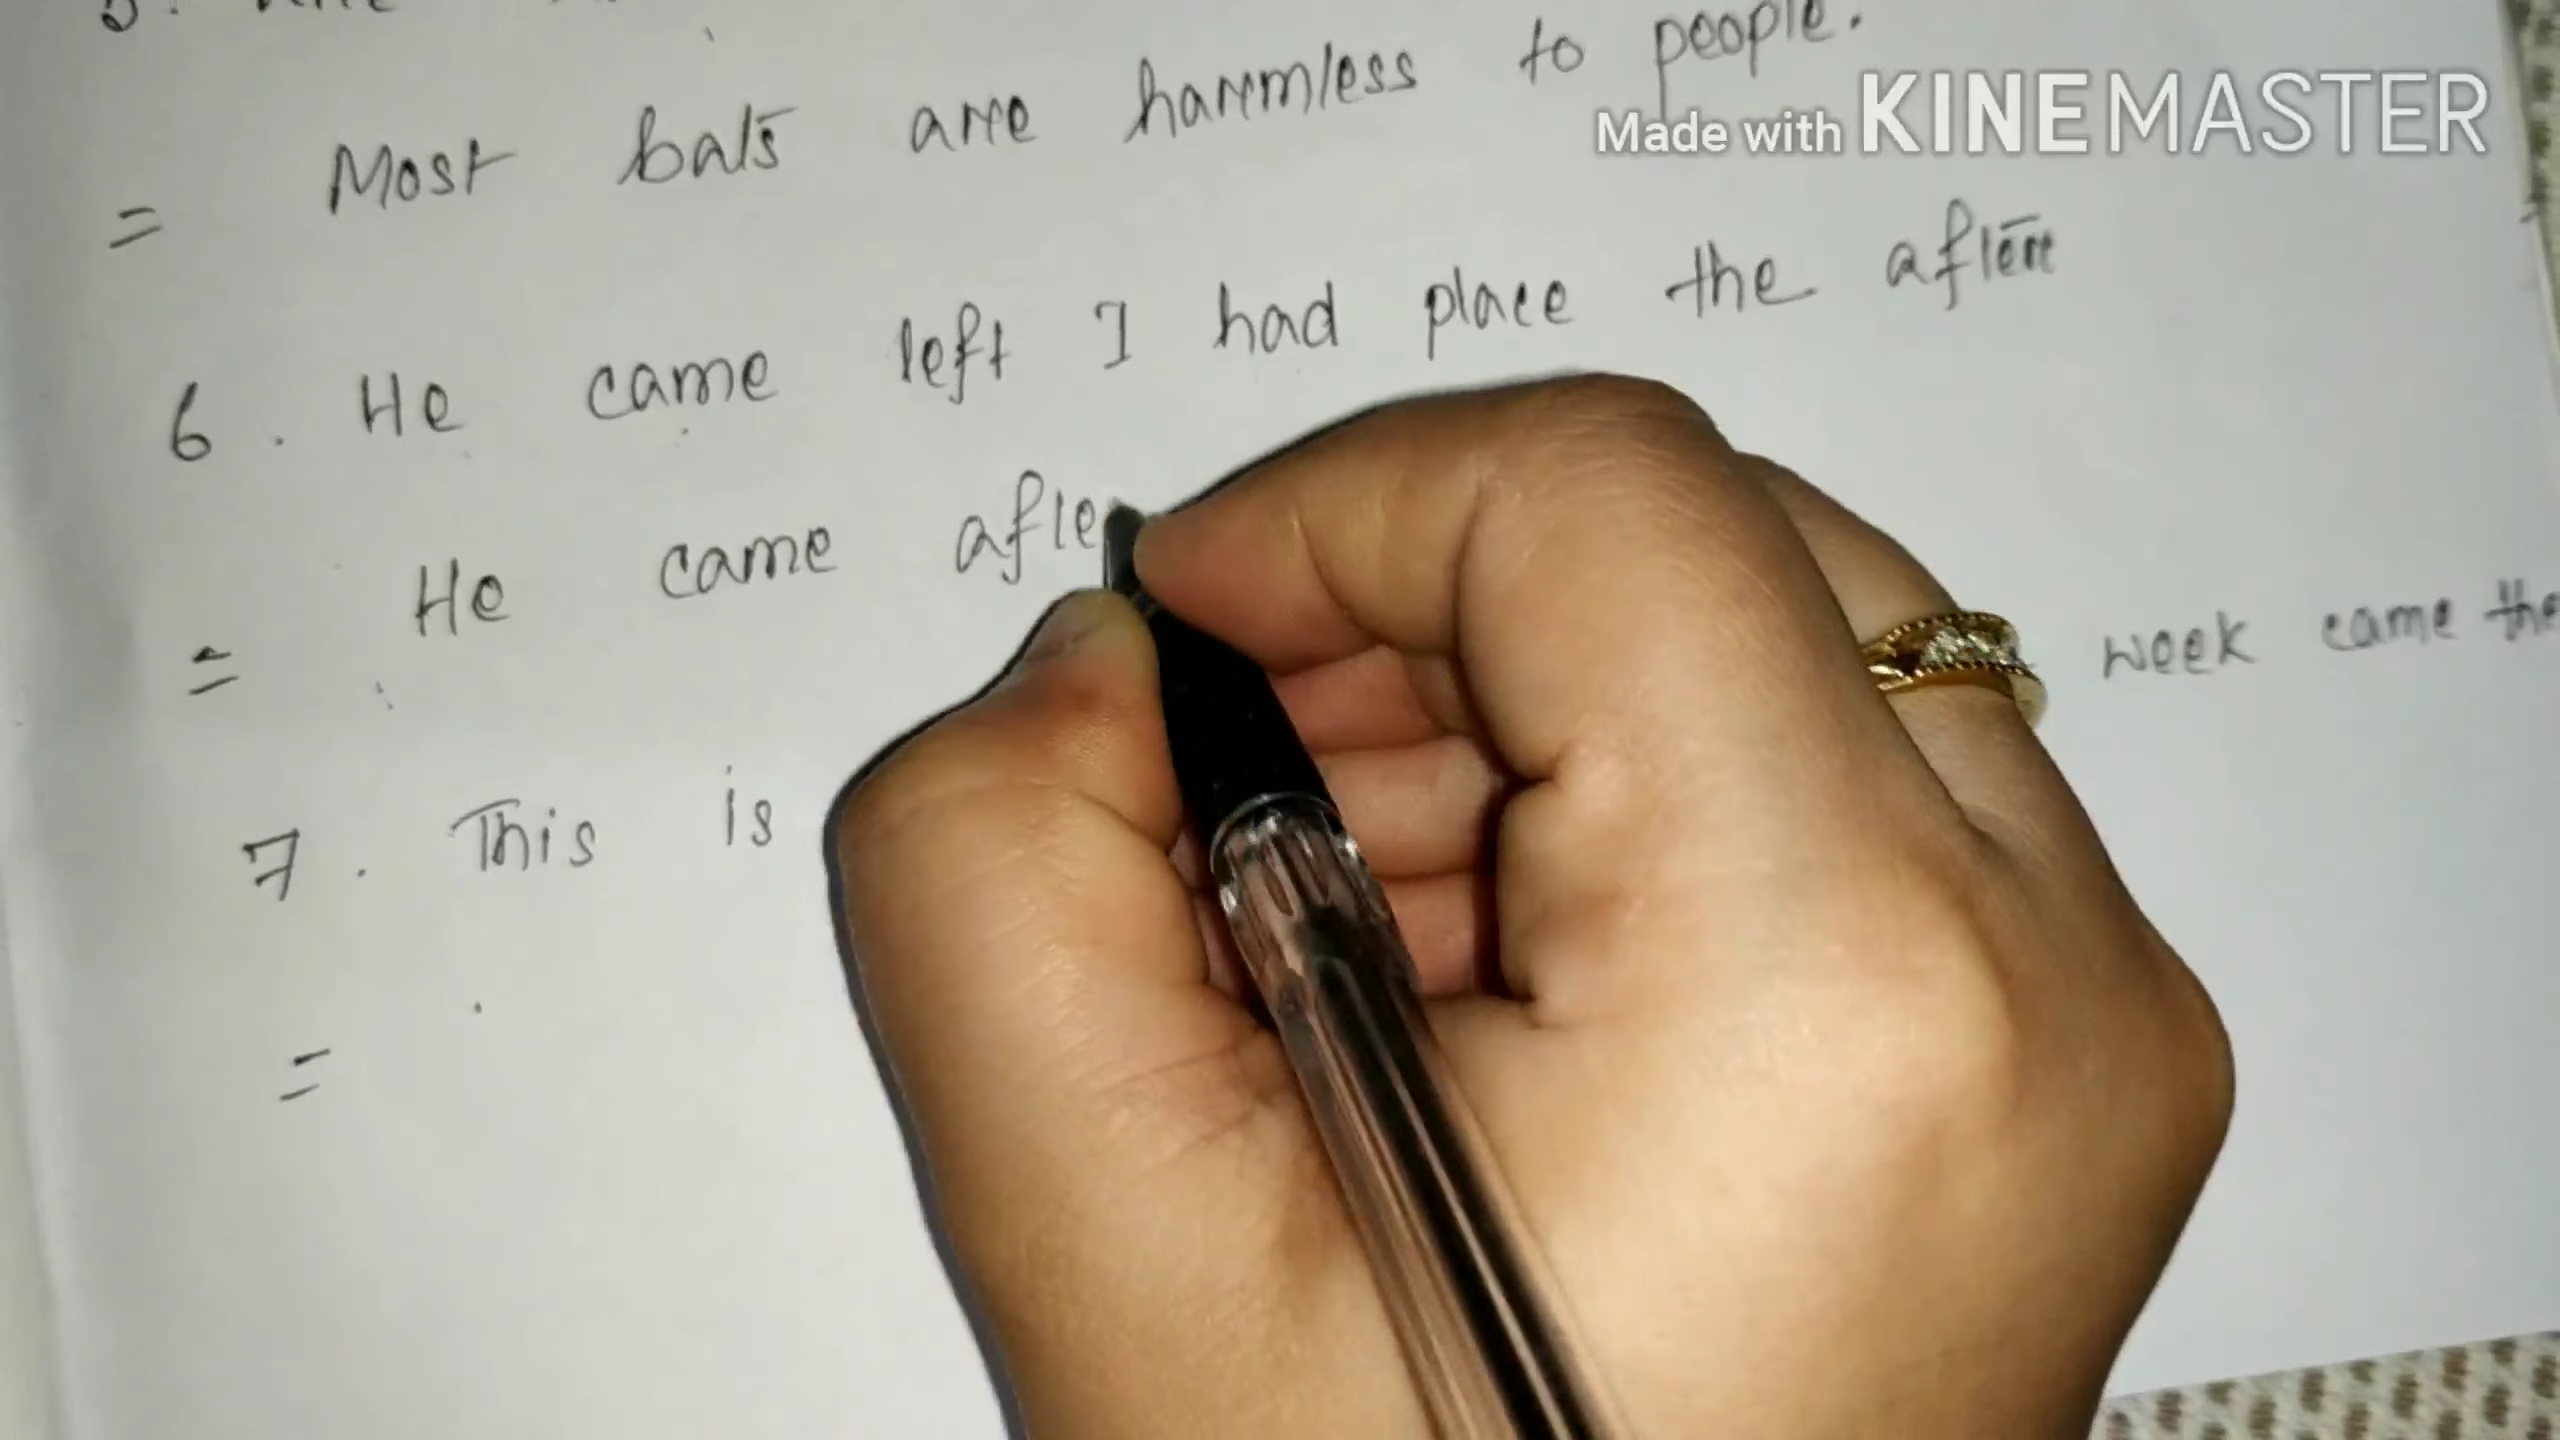 = Most bats are harmless to people.
Made with KINEMASTER
6. He came left I had place the after
= He came afte
7. This is week came the
=